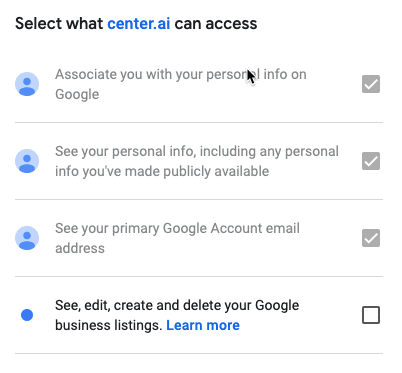 Select what center.ai can access
Associate you with your personal info on
Google
See your personal info, including any personal
info you've made publicly available
See your primary Google Account email
address
See, edit, create and delete your Google
business listings. Learn more